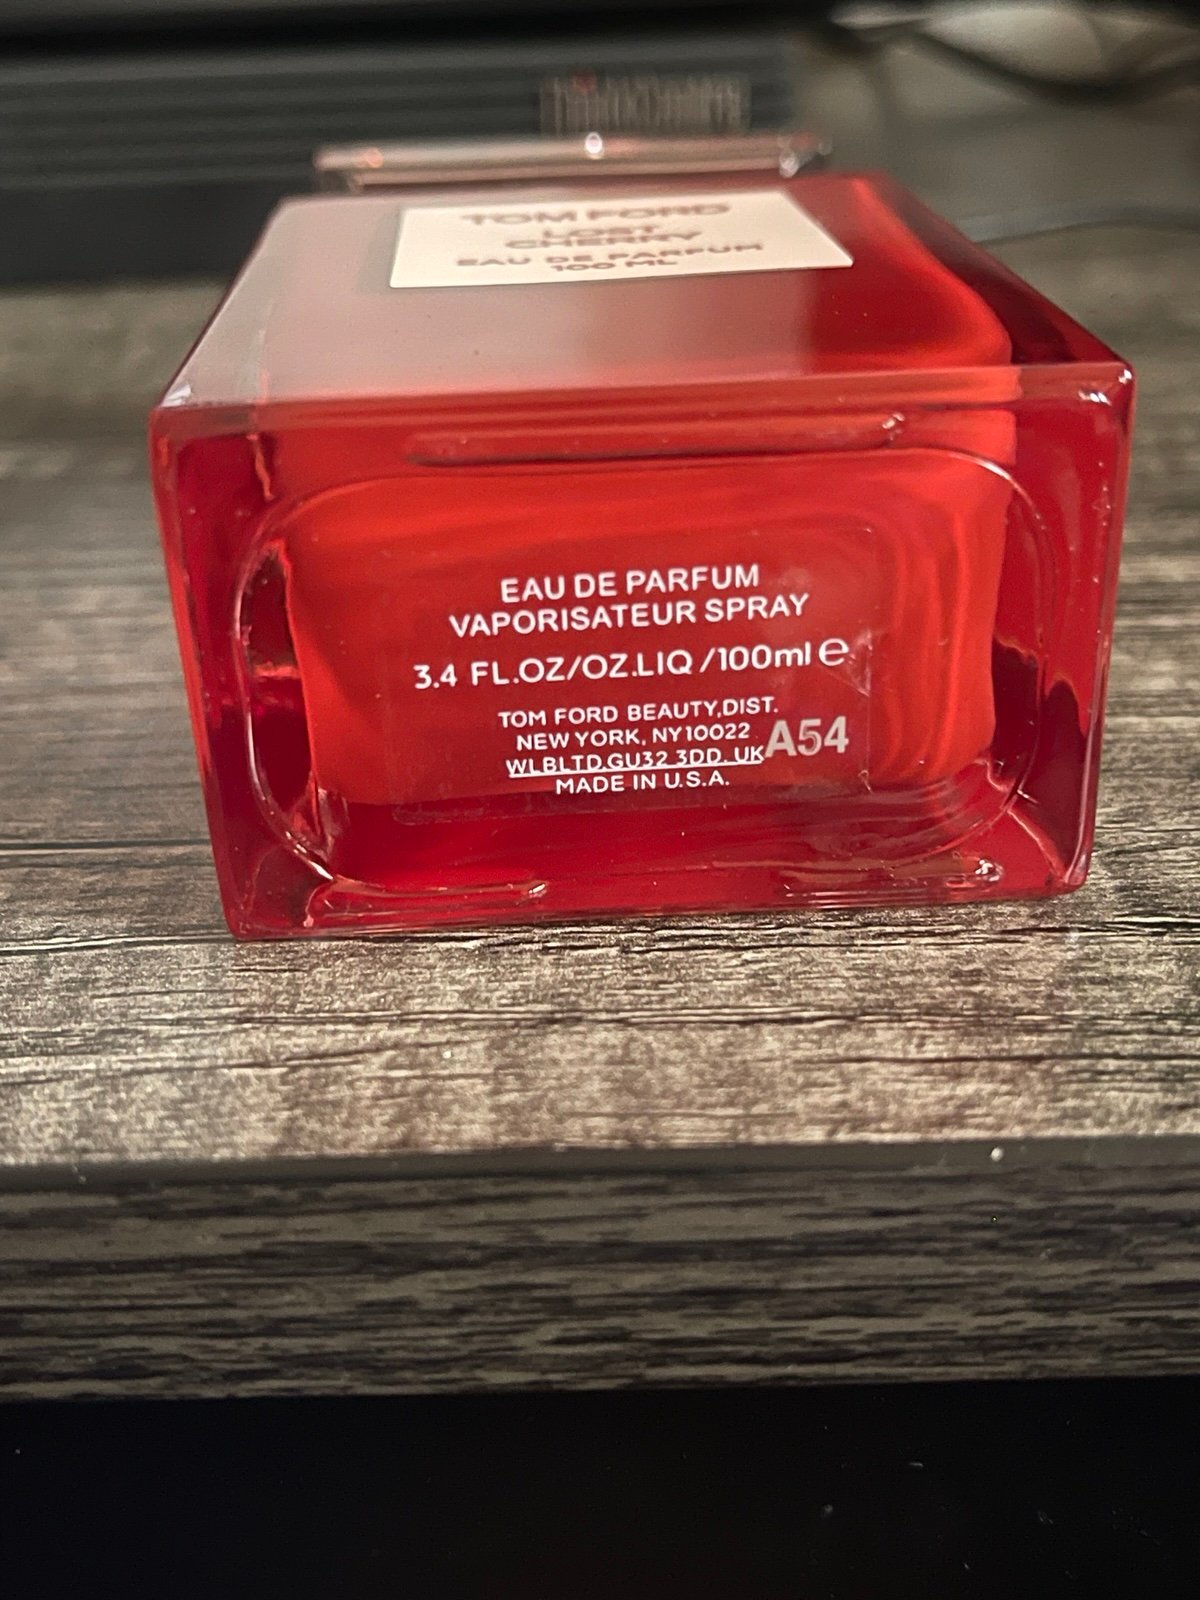 TOM FORD
LOST
CHERRY
EAU DE PARFUM
100 ML
EAU DE PARFUM
VAPORISATEUR SPRAY
3.4 FL.OZ/OZ.LIQ /100ml e
TOM FORD BEAUTY,DIST.
NEW YORK, NY10022
WLBLTD.GU32 3DD. UK
A54
MADE IN U.S.A.